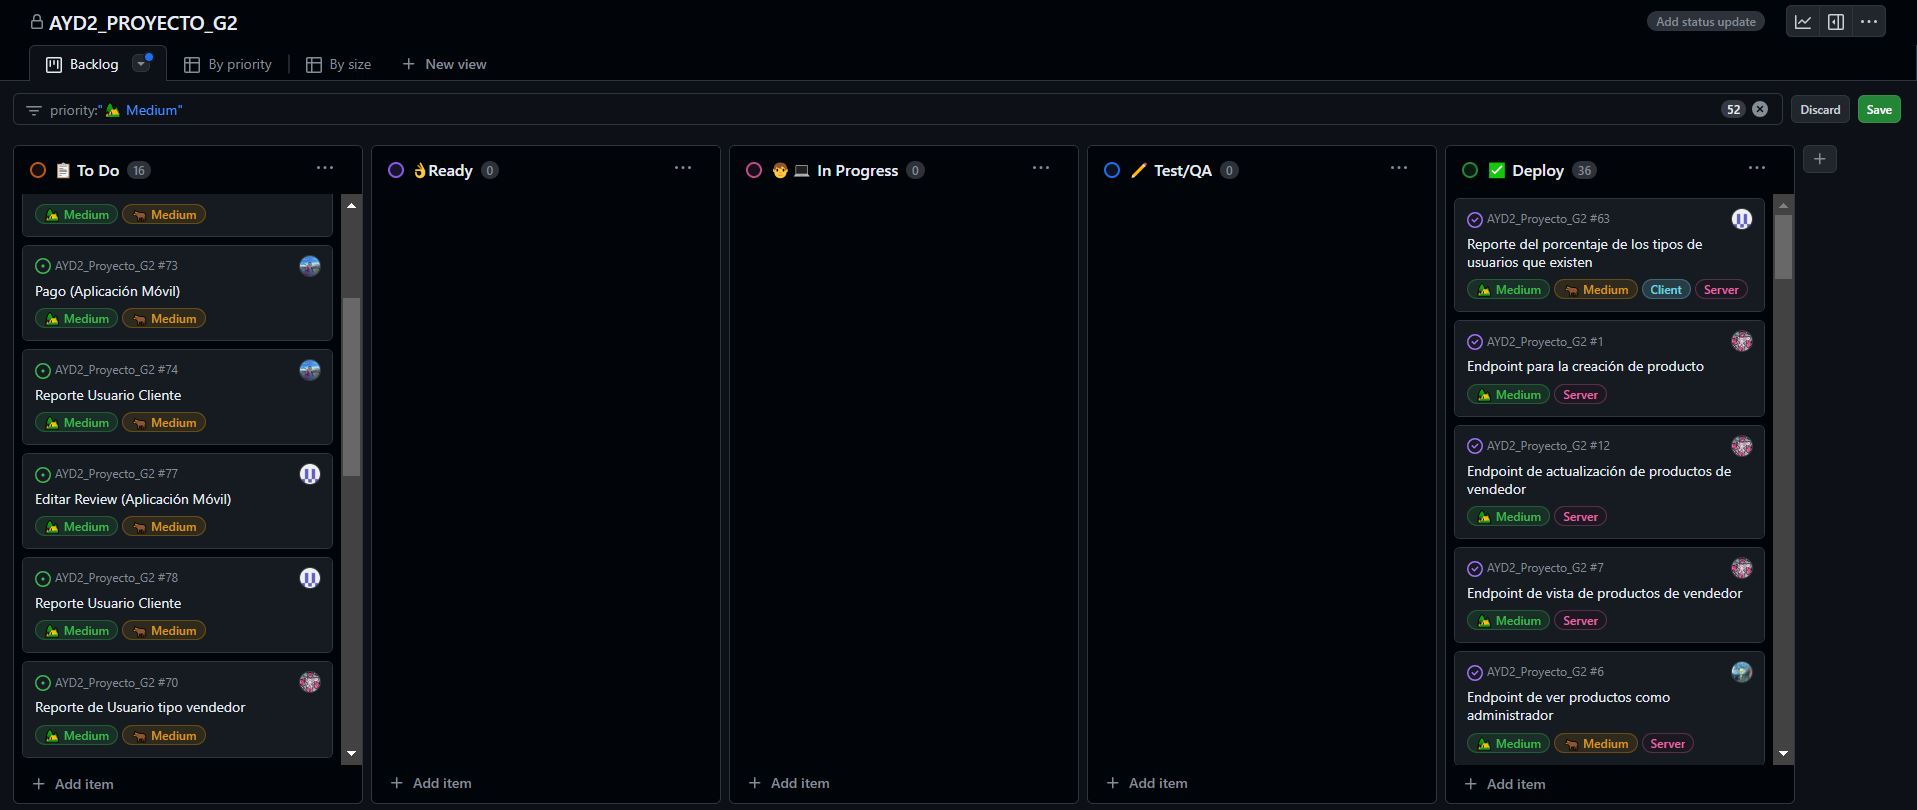 AYD2_PROYECTO_G2
Add status update
Backlog
By priority
By size
New view
priority:"🏕 Medium"
52
Discard
Save
📋 To Do 16
Medium Medium
AYD2_Proyecto_G2 #73
Pago (Aplicación Móvil)
Medium Medium
AYD2_Proyecto_G2 #74
Reporte Usuario Cliente
Medium Medium
AYD2_Proyecto_G2 #77
Editar Review (Aplicación Móvil)
Medium Medium
AYD2_Proyecto_G2 #78
Reporte Usuario Cliente
Medium Medium
AYD2_Proyecto_G2 #70
Reporte de Usuario tipo vendedor
Medium Medium
+ Add item
👌Ready 0
+ Add item
In Progress 0
+ Add item
Test/QA 0
+ Add item
✅ Deploy 36
AYD2_Proyecto_G2 #63
Reporte del porcentaje de los tipos de
usuarios que existen
Medium Medium Client Server
AYD2_Proyecto_G2 #1
Endpoint para la creación de producto
Medium Server
AYD2_Proyecto_G2 #12
Endpoint de actualización de productos de
vendedor
Medium Server
AYD2_Proyecto_G2 #7
Endpoint de vista de productos de vendedor
Medium Server
AYD2_Proyecto_G2 #6
Endpoint de ver productos como
administrador
Medium Medium Server
+ Add item